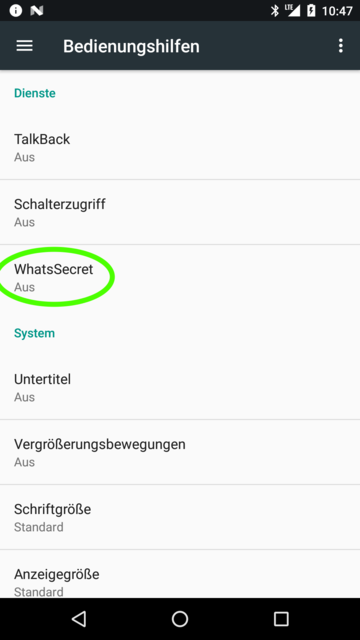 LTE 10:47
Bedienungshilfen
Dienste
TalkBack
Aus
Schalterzugriff
Aus
WhatsSecret
Aus
System
Untertitel
Aus
Vergrößerungsbewegungen
Aus
Schriftgröße
Standard
Anzeigegröße
Standard